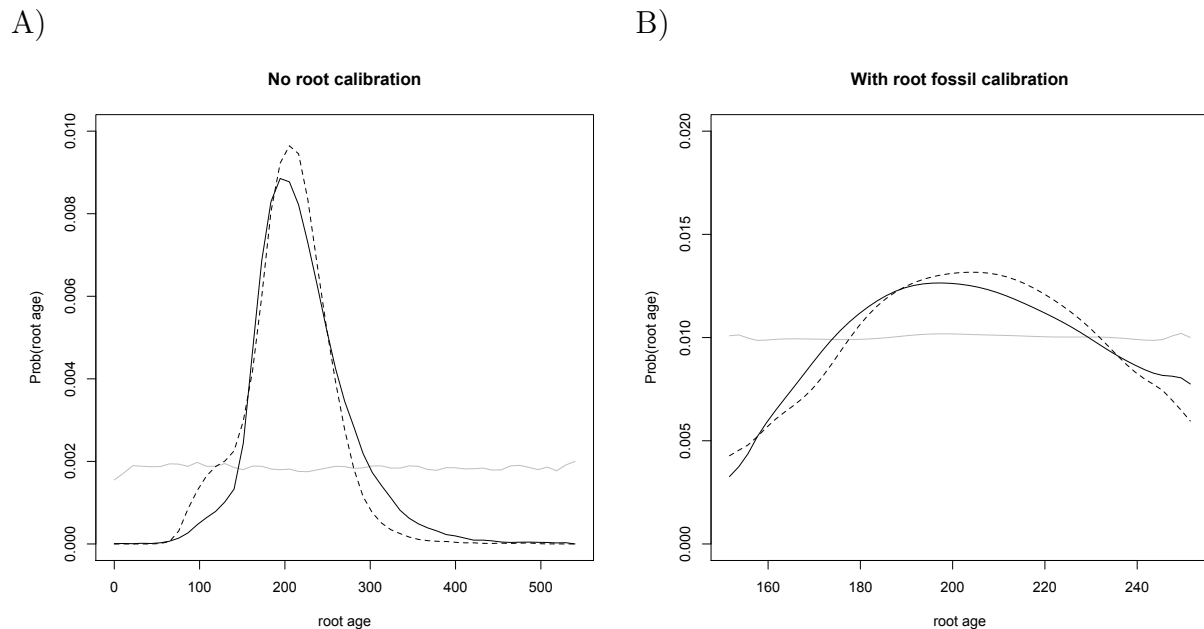 A)
No root calibration
Prob(root age)
0.010
0.008
0.006
0.004
0.002
0.000
0 100 200 300 400 500
root age
B)
With root fossil calibration
Prob(root age)
0.020
0.015
0.010
0.005
0.000
160 180 200 220 240
root age